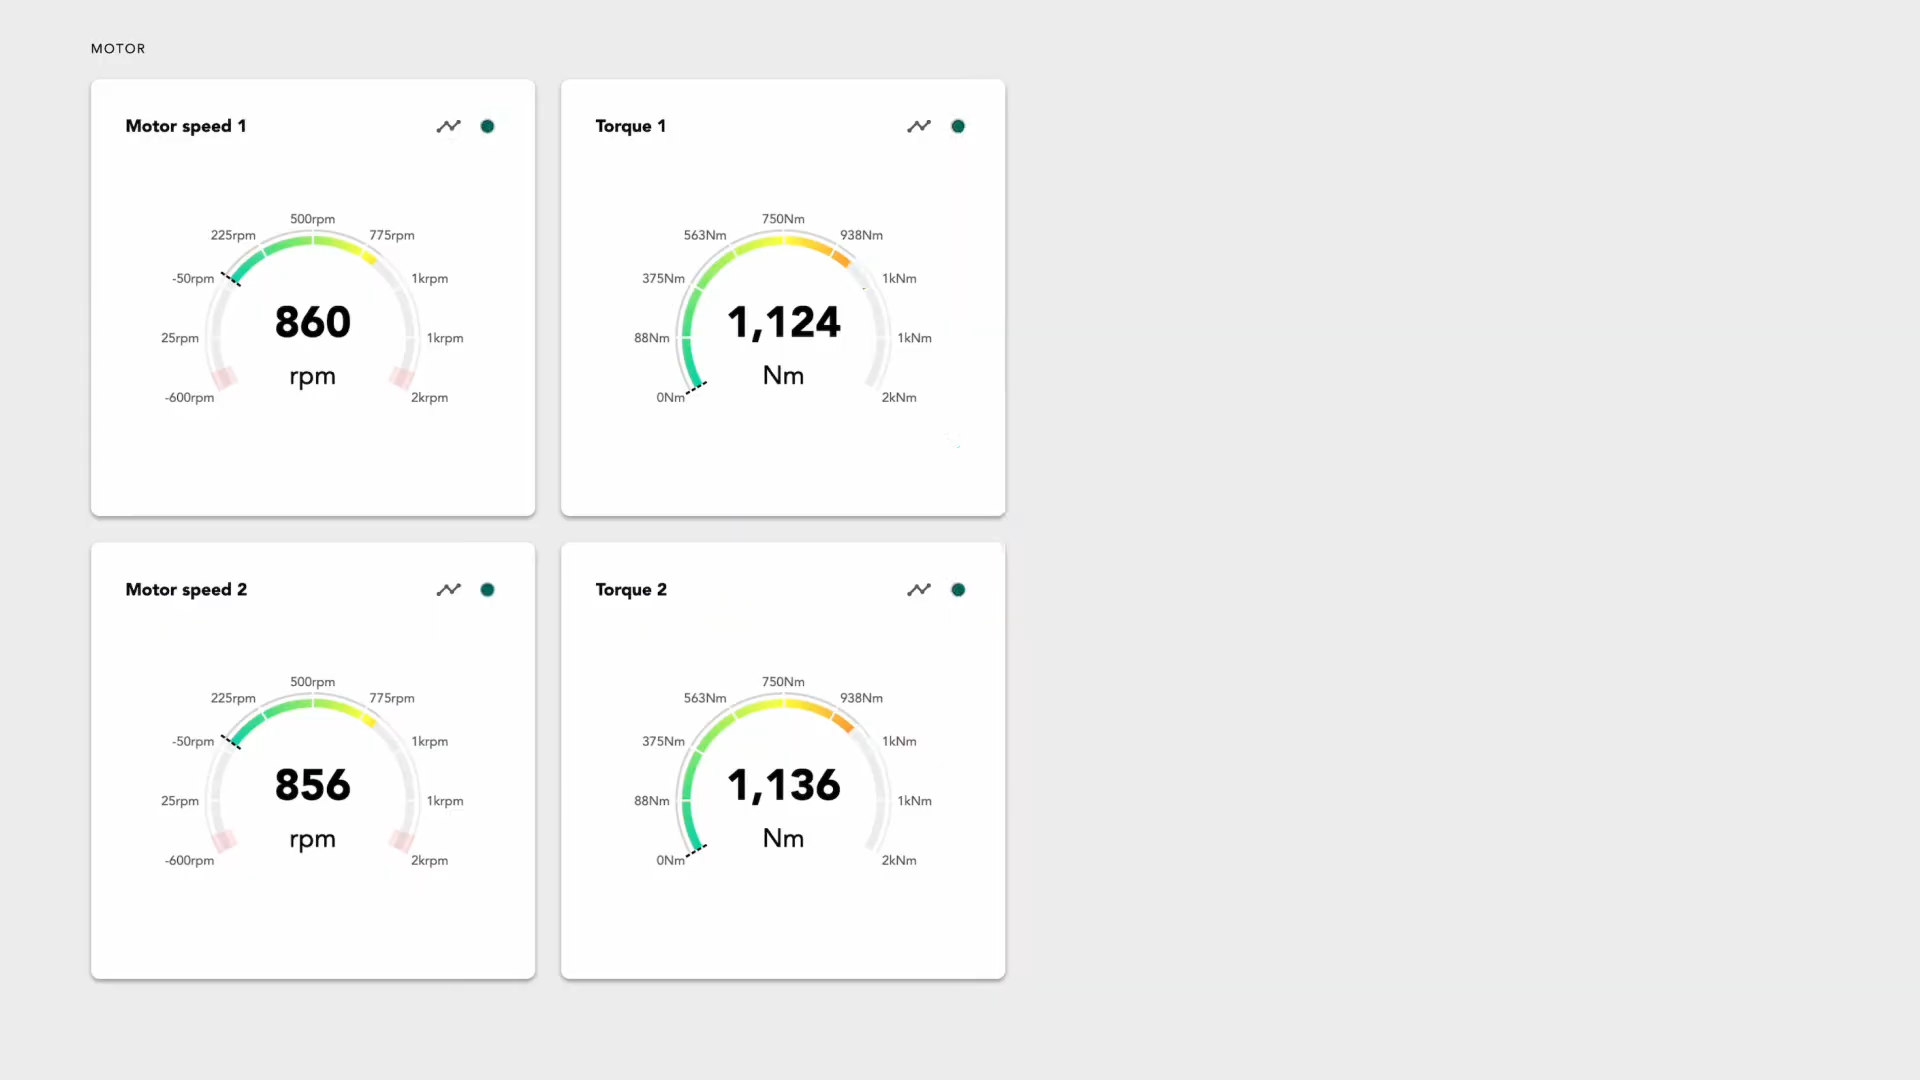 MOTOR
Motor speed 1
500rpm
225rpm
775rpm
-50rpm
1krpm
860
25rpm
1krpm
rpm
-600rpm
2krpm
Torque 1
750Nm
563Nm
938Nm
375Nm
1kNm
1,124
88Nm
1kNm
Nm
0Nm
2kNm
Motor speed 2
500rpm
225rpm
775rpm
-50rpm
1krpm
856
25rpm
1krpm
rpm
-600rpm
2krpm
Torque 2
750Nm
563Nm
938Nm
375Nm
1kNm
1,136
88Nm
1kNm
Nm
0Nm
2kNm